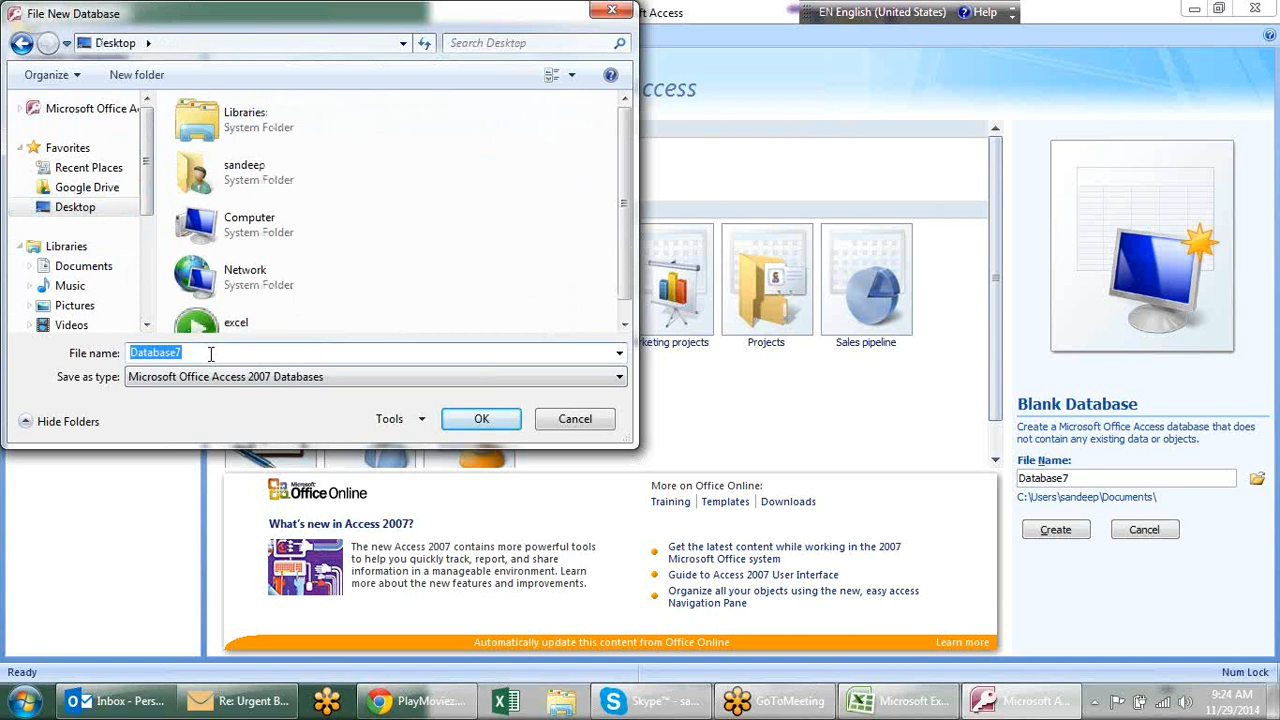 File New Database
soft Access
EN English (United States)
Help
Desktop
Search Desktop
Organize
New folder
Microsoft Office A
Favorites
Recent Places
Google Drive
Desktop
Libraries
Documents
Music
Pictures
Videos
Libraries
System Folder
sandeep
System Folder
Computer
System Folder
Network
System Folder
excel
File name:
Database7
Save as type:
Microsoft Office Access 2007 Databases
Hide Folders
Tools
OK
Cancel
ccess
keting projects
Projects
Sales pipeline
Blank Database
Create a Microsoft Office Access database that does
not contain any existing data or objects.
File Name:
Database7
C:\Users\sandeep\Documents\
Create
Cancel
Microsoft
Office Online
More on Office Online:
Training | Templates | Downloads
What's new in Access 2007?
The new Access 2007 contains more powerful tools
to help you quickly track, report, and share
information in a manageable environment. Learn
more about the new features and improvements.
Get the latest content while working in the 2007
Microsoft Office system
Guide to Access 2007 User Interface
Organize all your objects using the new, easy access
Navigation Pane
Automatically update this content from Office Online
Learn more
Ready
Num Lock
Inbox - Pers...
Re: Urgent B...
PlayMoviez....
Skype™ - sa...
GoToMeeting
Microsoft Ex...
Microsoft A...
9:24 AM
11/29/2014